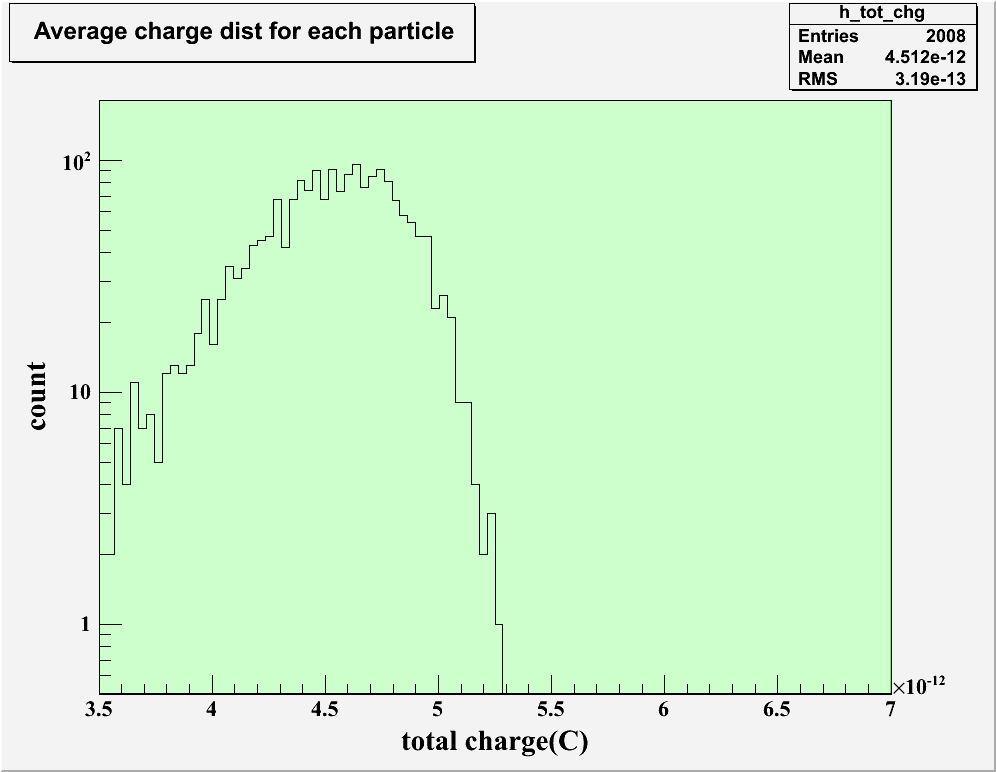 Average charge dist for each particle
h_tot_chg
Entries 2008
Mean 4.512e-12
RMS 3.19e-13
10²
10
1
count
3.5 4 4.5 5 5.5 6 6.5 7
×10⁻¹²
total charge(C)